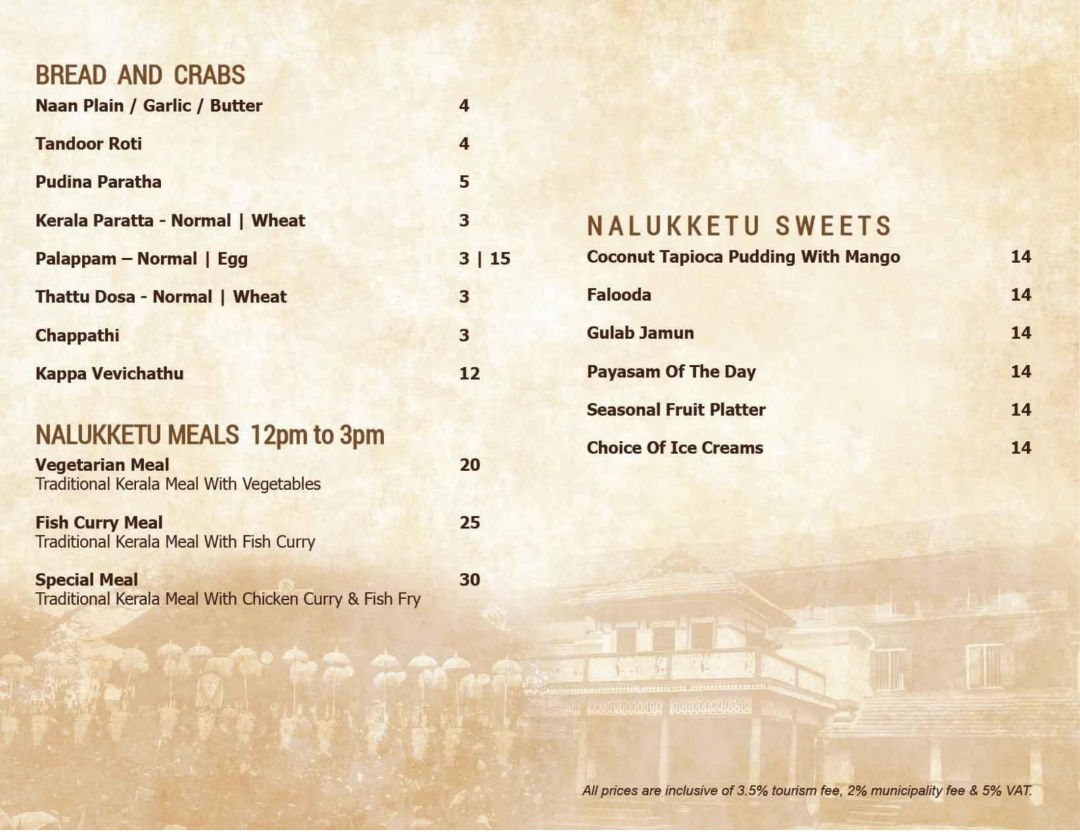 BREAD AND CRABS
Naan Plain / Garlic / Butter 4
Tandoor Roti 4
Pudina Paratha 5
Kerala Paratta - Normal | Wheat 3
Palappam – Normal | Egg 3 | 15
Thattu Dosa - Normal | Wheat 3
Chappathi 3
Kappa Vevichathu 12
NALUKKETU MEALS 12pm to 3pm
Vegetarian Meal 20
Traditional Kerala Meal With Vegetables
Fish Curry Meal 25
Traditional Kerala Meal With Fish Curry
Special Meal 30
Traditional Kerala Meal With Chicken Curry & Fish Fry
NALUKKETU SWEETS
Coconut Tapioca Pudding With Mango 14
Falooda 14
Gulab Jamun 14
Payasam Of The Day 14
Seasonal Fruit Platter 14
Choice Of Ice Creams 14
All prices are inclusive of 3.5% tourism fee, 2% municipality fee & 5% VAT.